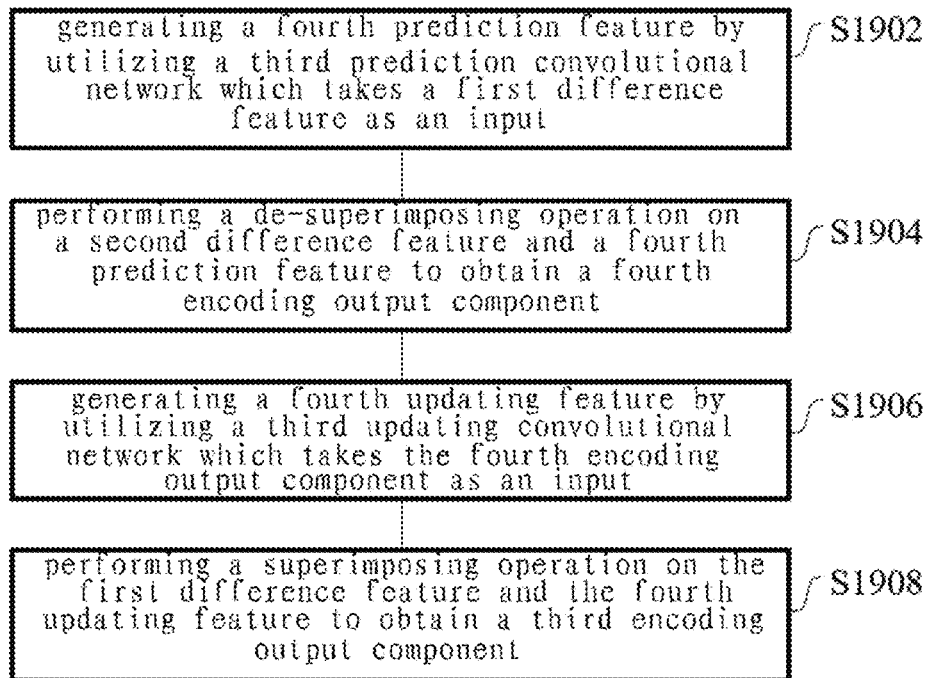 generating a fourth prediction feature by
utilizing a third prediction convolutional
network which takes a first difference
feature as an input
S1902
performing a de-superimposing operation on
a second difference feature and a fourth
prediction feature to obtain a fourth
encoding output component
S1904
generating a fourth updating feature by
utilizing a third updating convolutional
network which takes the fourth encoding
output component as an input
S1906
performing a superimposing operation on the
first difference feature and the fourth
updating feature to obtain a third encoding
output component
S1908